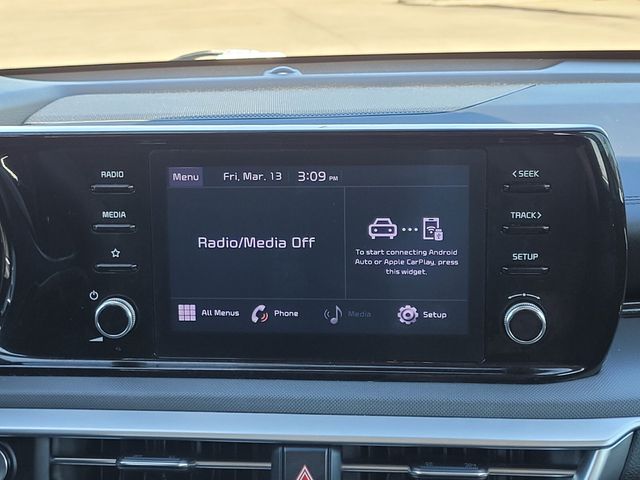 RADIO
MEDIA
Menu Fri, Mar. 13 3:09 PM
Radio/Media Off
To start connecting Android
Auto or Apple CarPlay, press
this widget.
All Menus Phone Media Setup
< SEEK
TRACK >
SETUP